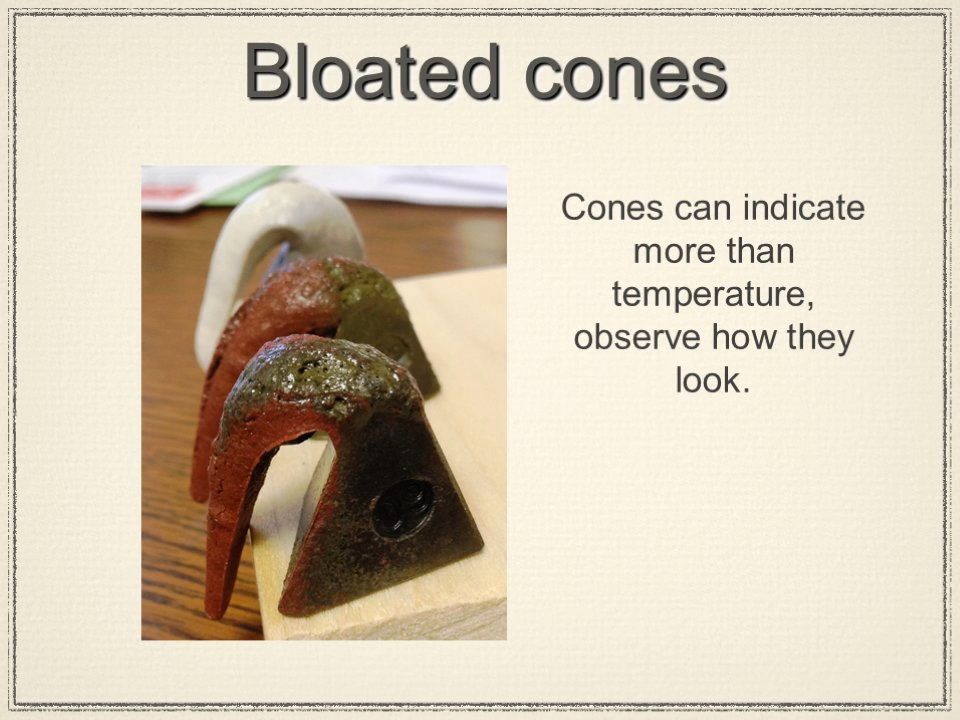 Bloated cones
Cones can indicate
more than
temperature,
observe how they
look.